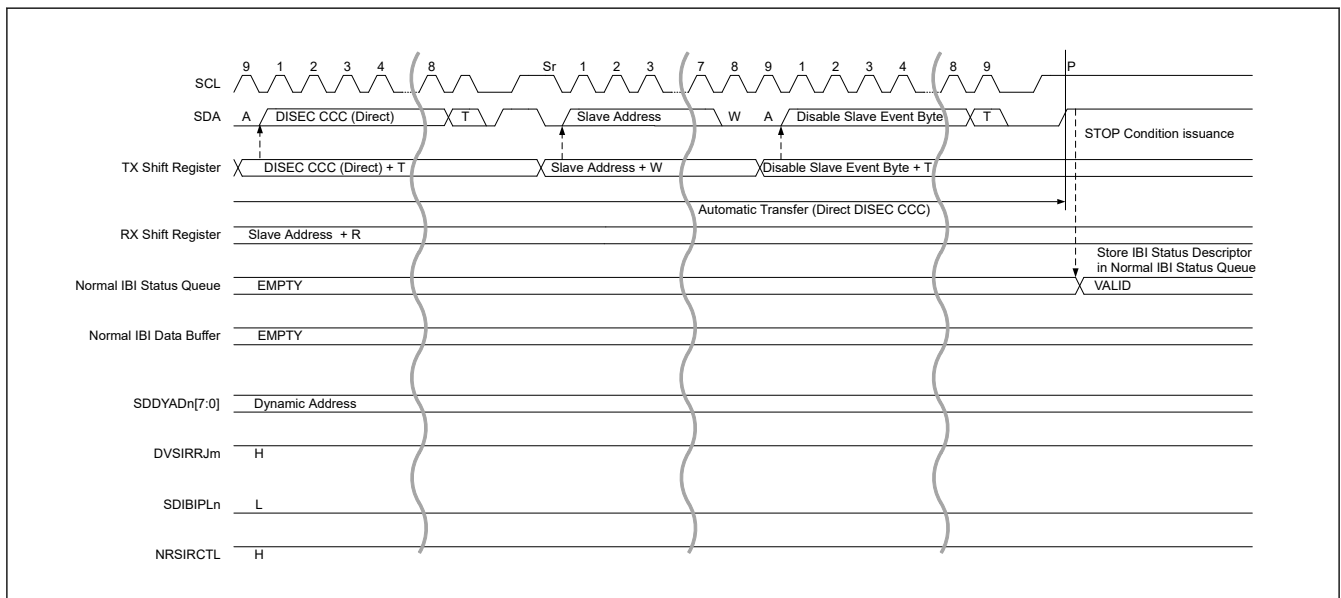 SCL 9 1 2 3 4 8 Sr 1 2 3 7 8 9 1 2 3 4 8 9 P
SDA A DISEC CCC (Direct) T Slave Address W A Disable Slave Event Byte T
STOP Condition issuance
TX Shift Register DISEC CCC (Direct) + T Slave Address + W Disable Slave Event Byte + T
Automatic Transfer (Direct DISEC CCC)
RX Shift Register Slave Address + R
Store IBI Status Descriptor
in Normal IBI Status Queue
Normal IBI Status Queue EMPTY VALID
Normal IBI Data Buffer EMPTY
SDDYADn[7:0] Dynamic Address
DVSIRRJm H
SDIBIPLn L
NRSIRCTL H